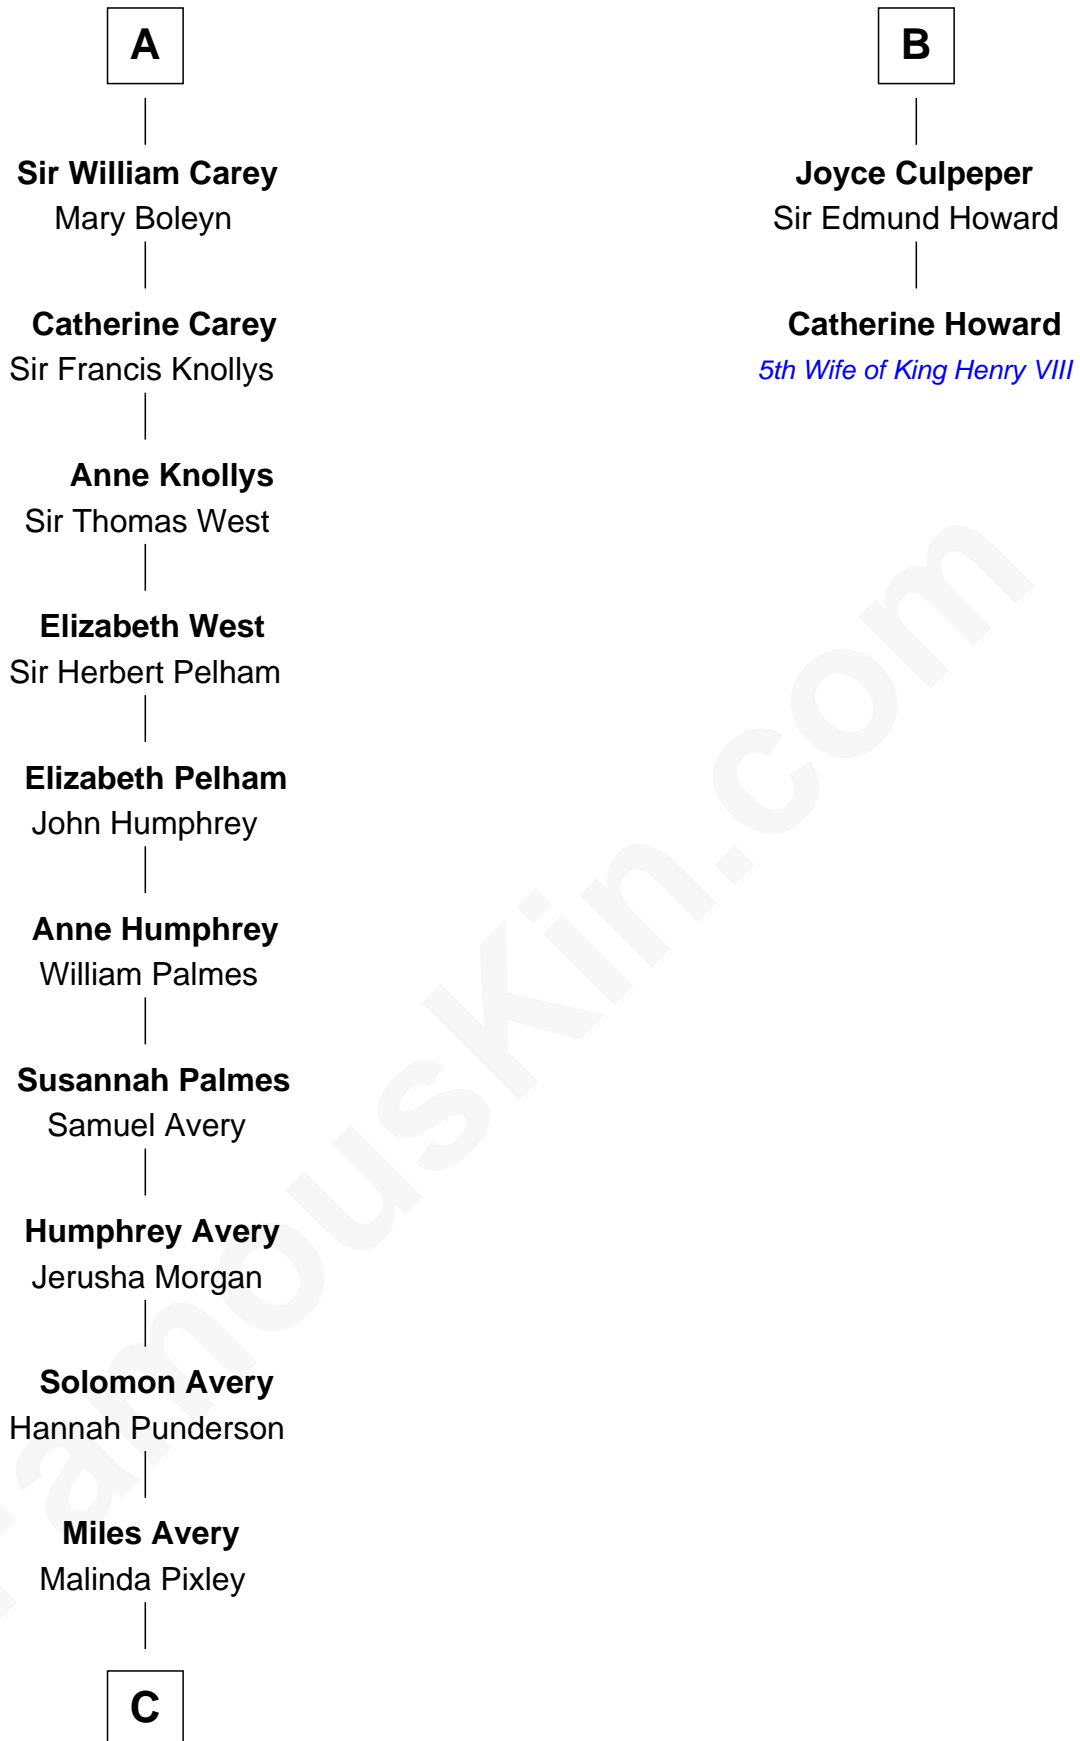 A
Sir William Carey
Mary Boleyn
Catherine Carey
Sir Francis Knollys
Anne Knollys
Sir Thomas West
Elizabeth West
Sir Herbert Pelham
Elizabeth Pelham
John Humphrey
Anne Humphrey
William Palmes
Susannah Palmes
Samuel Avery
Humphrey Avery
Jerusha Morgan
Solomon Avery
Hannah Punderson
Miles Avery
Malinda Pixley
C
B
Joyce Culpeper
Sir Edmund Howard
Catherine Howard
5th Wife of King Henry VIII
FamousKin.com